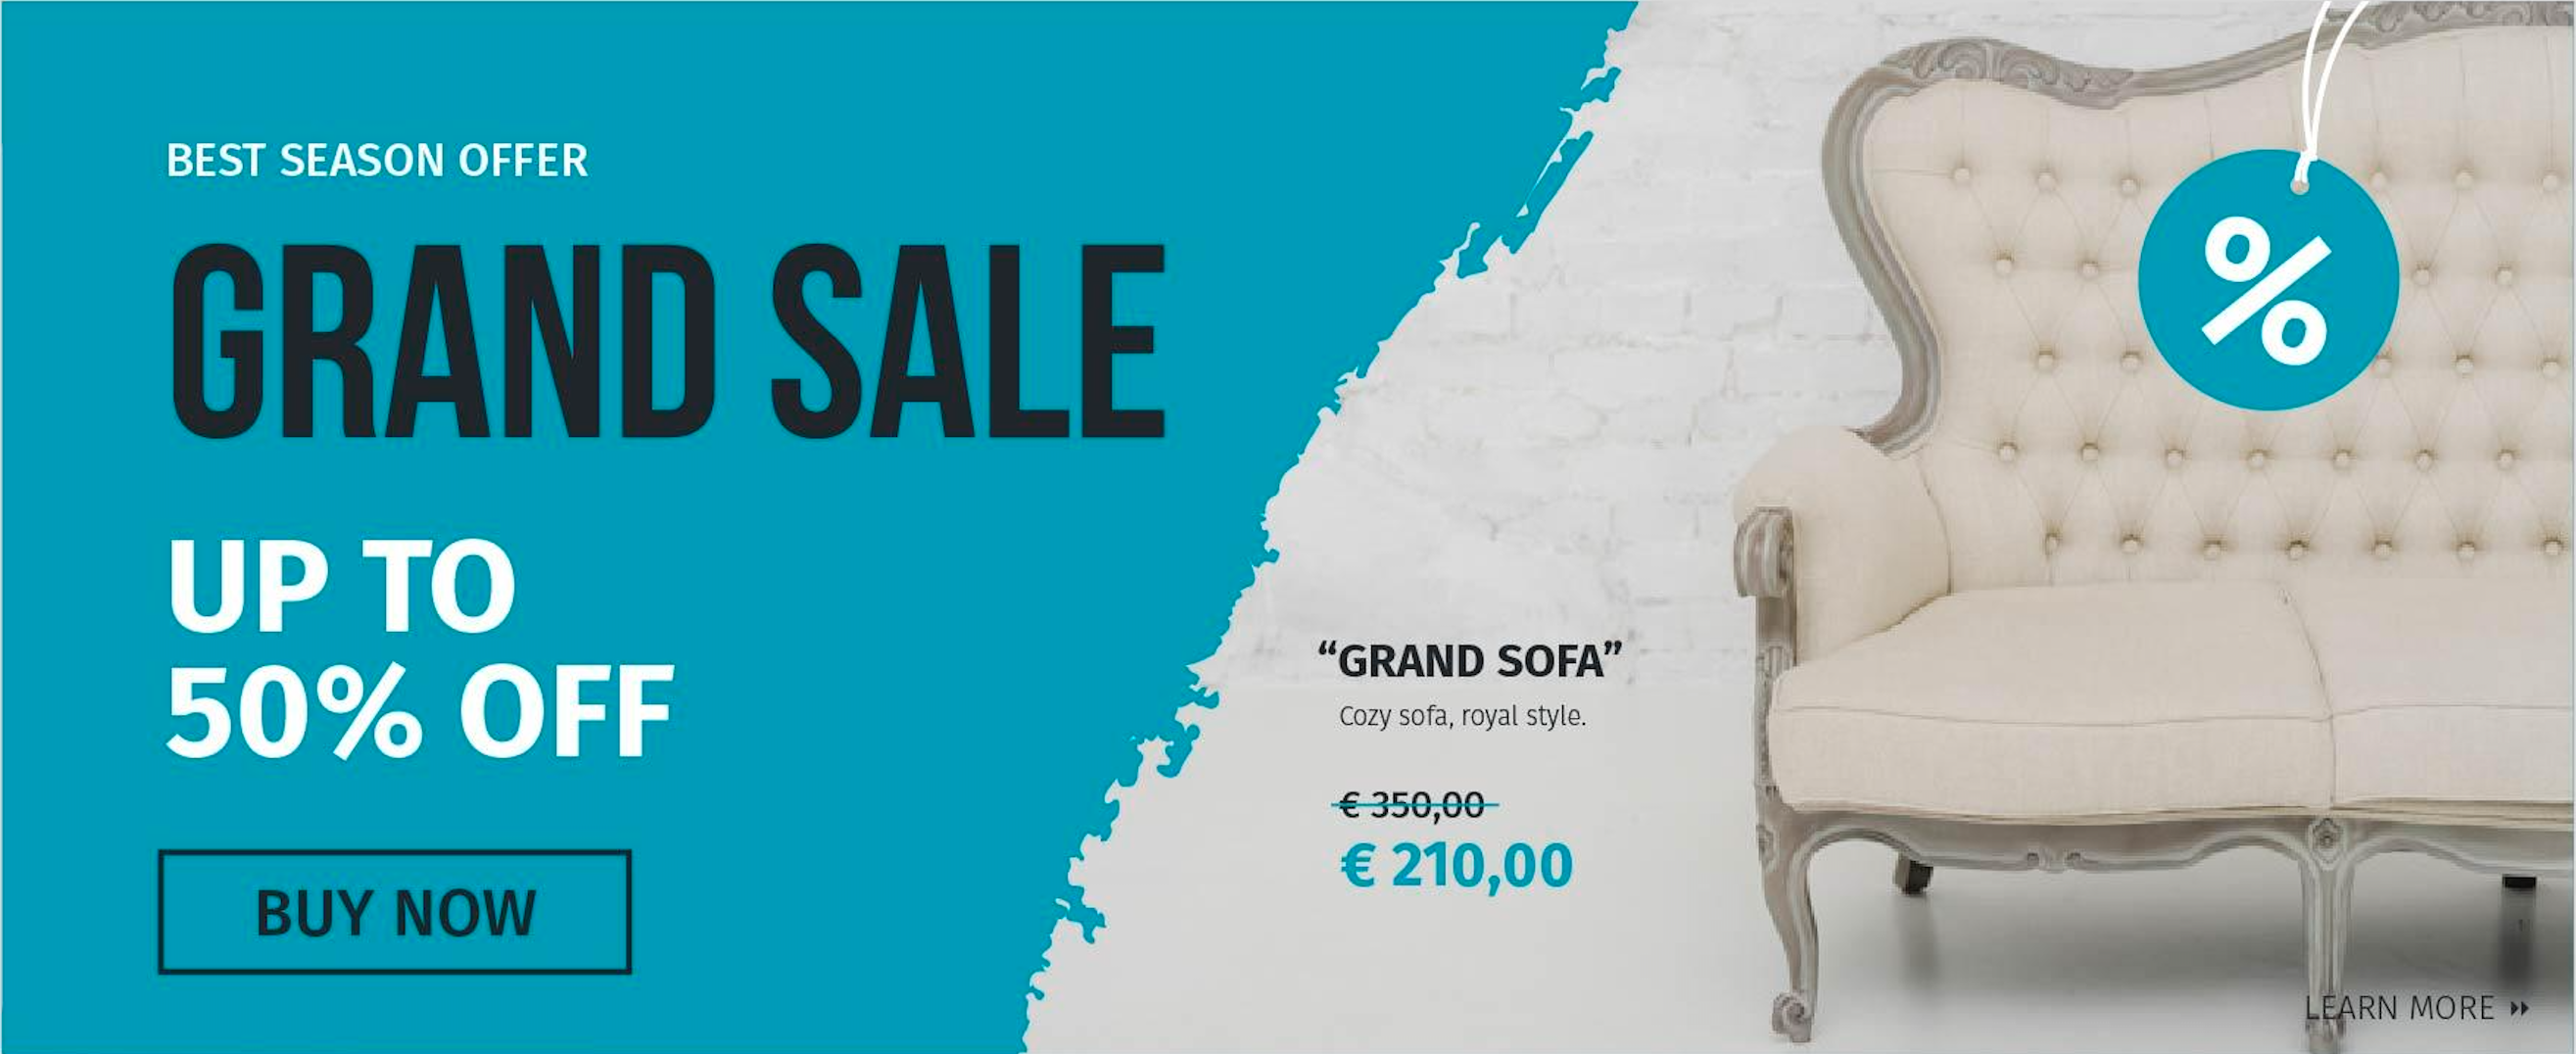 BEST SEASON OFFER
GRAND SALE
UP TO
50% OFF
BUY NOW
“GRAND SOFA”
Cozy sofa, royal style.
€ 350,00
€ 210,00
%
LEARN MORE